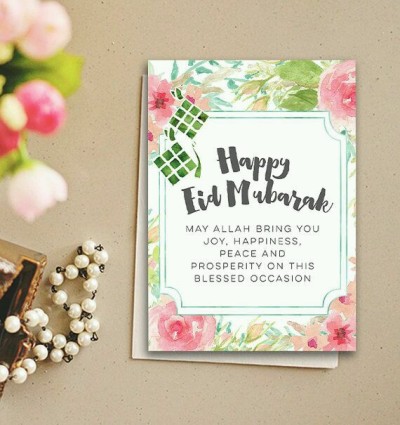 Happy
Eid Mubarak
MAY ALLAH BRING YOU
JOY, HAPPINESS,
PEACE AND
PROSPERITY ON THIS
BLESSED OCCASION